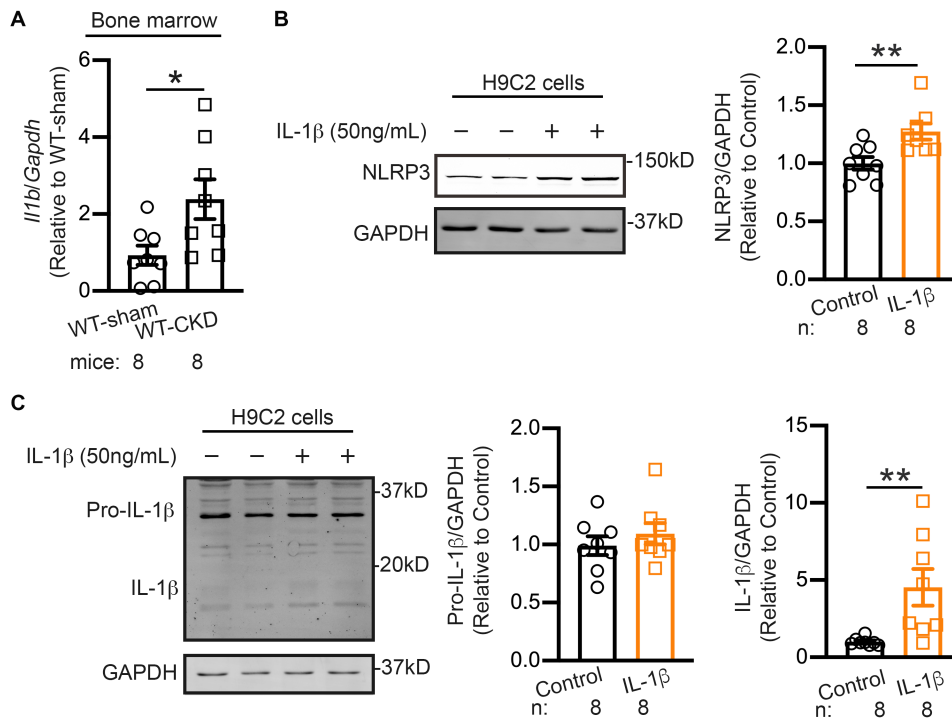 A
Bone marrow
Il1b/Gapdh
(Relative to WT-sham)
6
4
2
0
*
WT-sham
WT-CKD
mice: 8 8
B
H9C2 cells
IL-1β (50ng/mL) − − + +
NLRP3
-150kD
GAPDH
-37kD
NLRP3/GAPDH
(Relative to Control)
2.0
1.5
1.0
0.5
0.0
**
Control
IL-1β
n: 8 8
C
H9C2 cells
IL-1β (50ng/mL) − − + +
-37kD
Pro-IL-1β
-20kD
IL-1β
GAPDH
-37kD
Pro-IL-1β/GAPDH
(Relative to Control)
2.0
1.5
1.0
0.5
0.0
Control
IL-1β
n: 8 8
IL-1β/GAPDH
(Relative to Control)
15
10
5
0
**
Control
IL-1β
n: 8 8